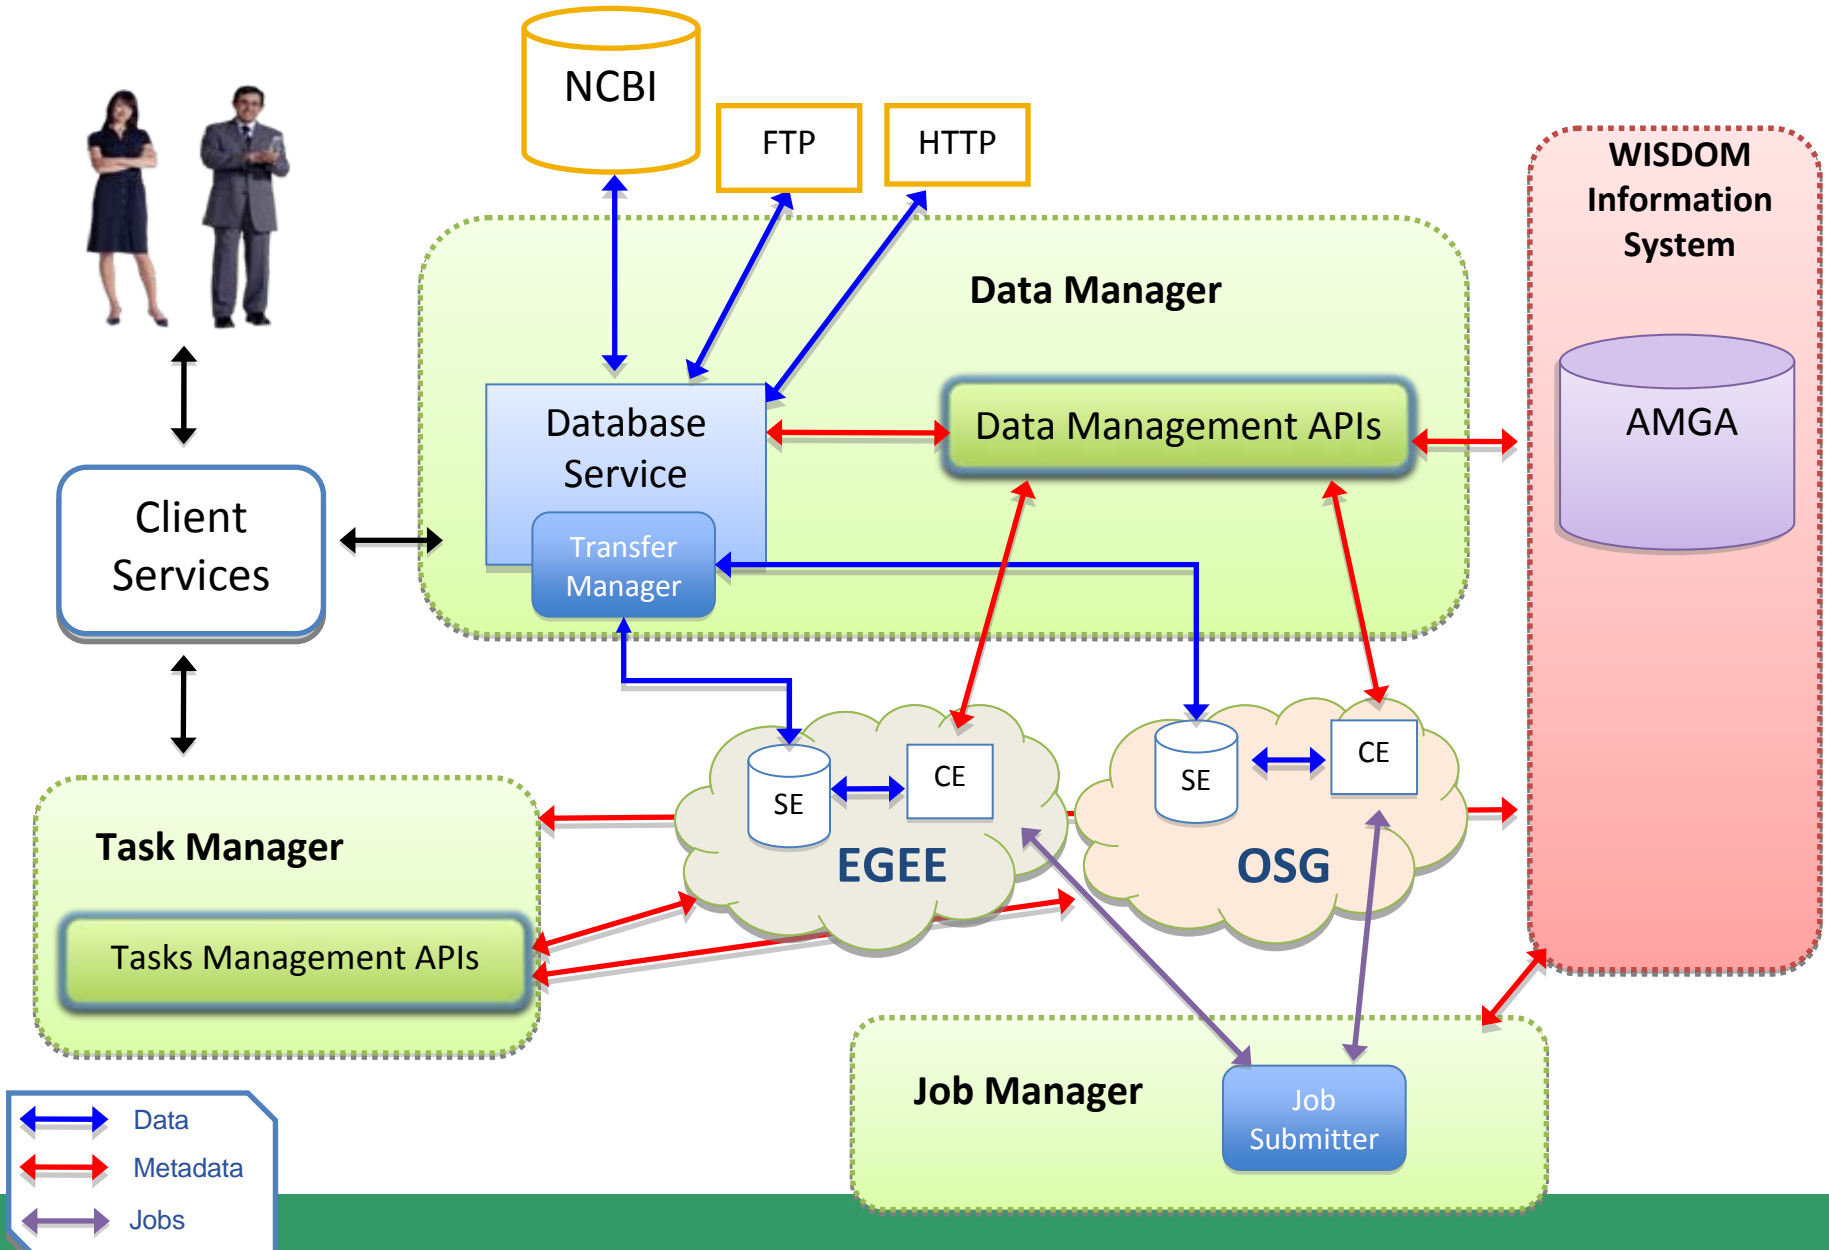 NCBI
FTP
HTTP
WISDOM
Information
System
Data Manager
Database
Service
Data Management APIs
AMGA
Client
Services
Transfer
Manager
SE
CE
EGEE
SE
CE
OSG
Task Manager
Tasks Management APIs
Job Manager
Job
Submitter
Data
Metadata
Jobs